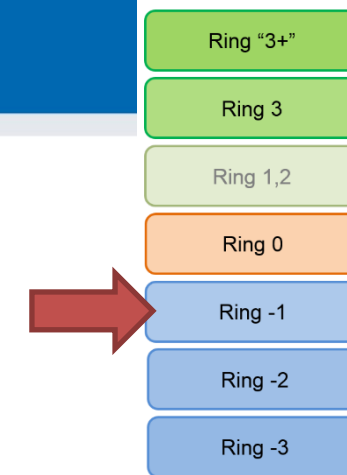 Ring “3+”
Ring 3
Ring 1,2
Ring 0
Ring -1
Ring -2
Ring -3